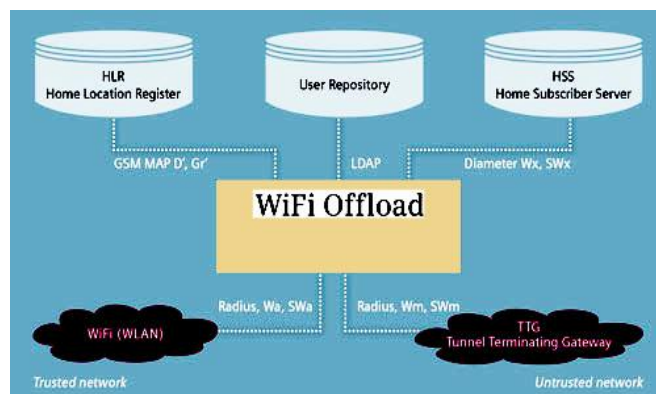 HLR
Home Location Register
User Repository
HSS
Home Subscriber Server
GSM MAP D', Gr'
LDAP
Diameter Wx, SWx
WiFi Offload
Radius, Wa, SWa
Radius, Wm, SWm
WiFi (WLAN)
TTG
Tunnel Terminating Gateway
Trusted network
Untrusted network